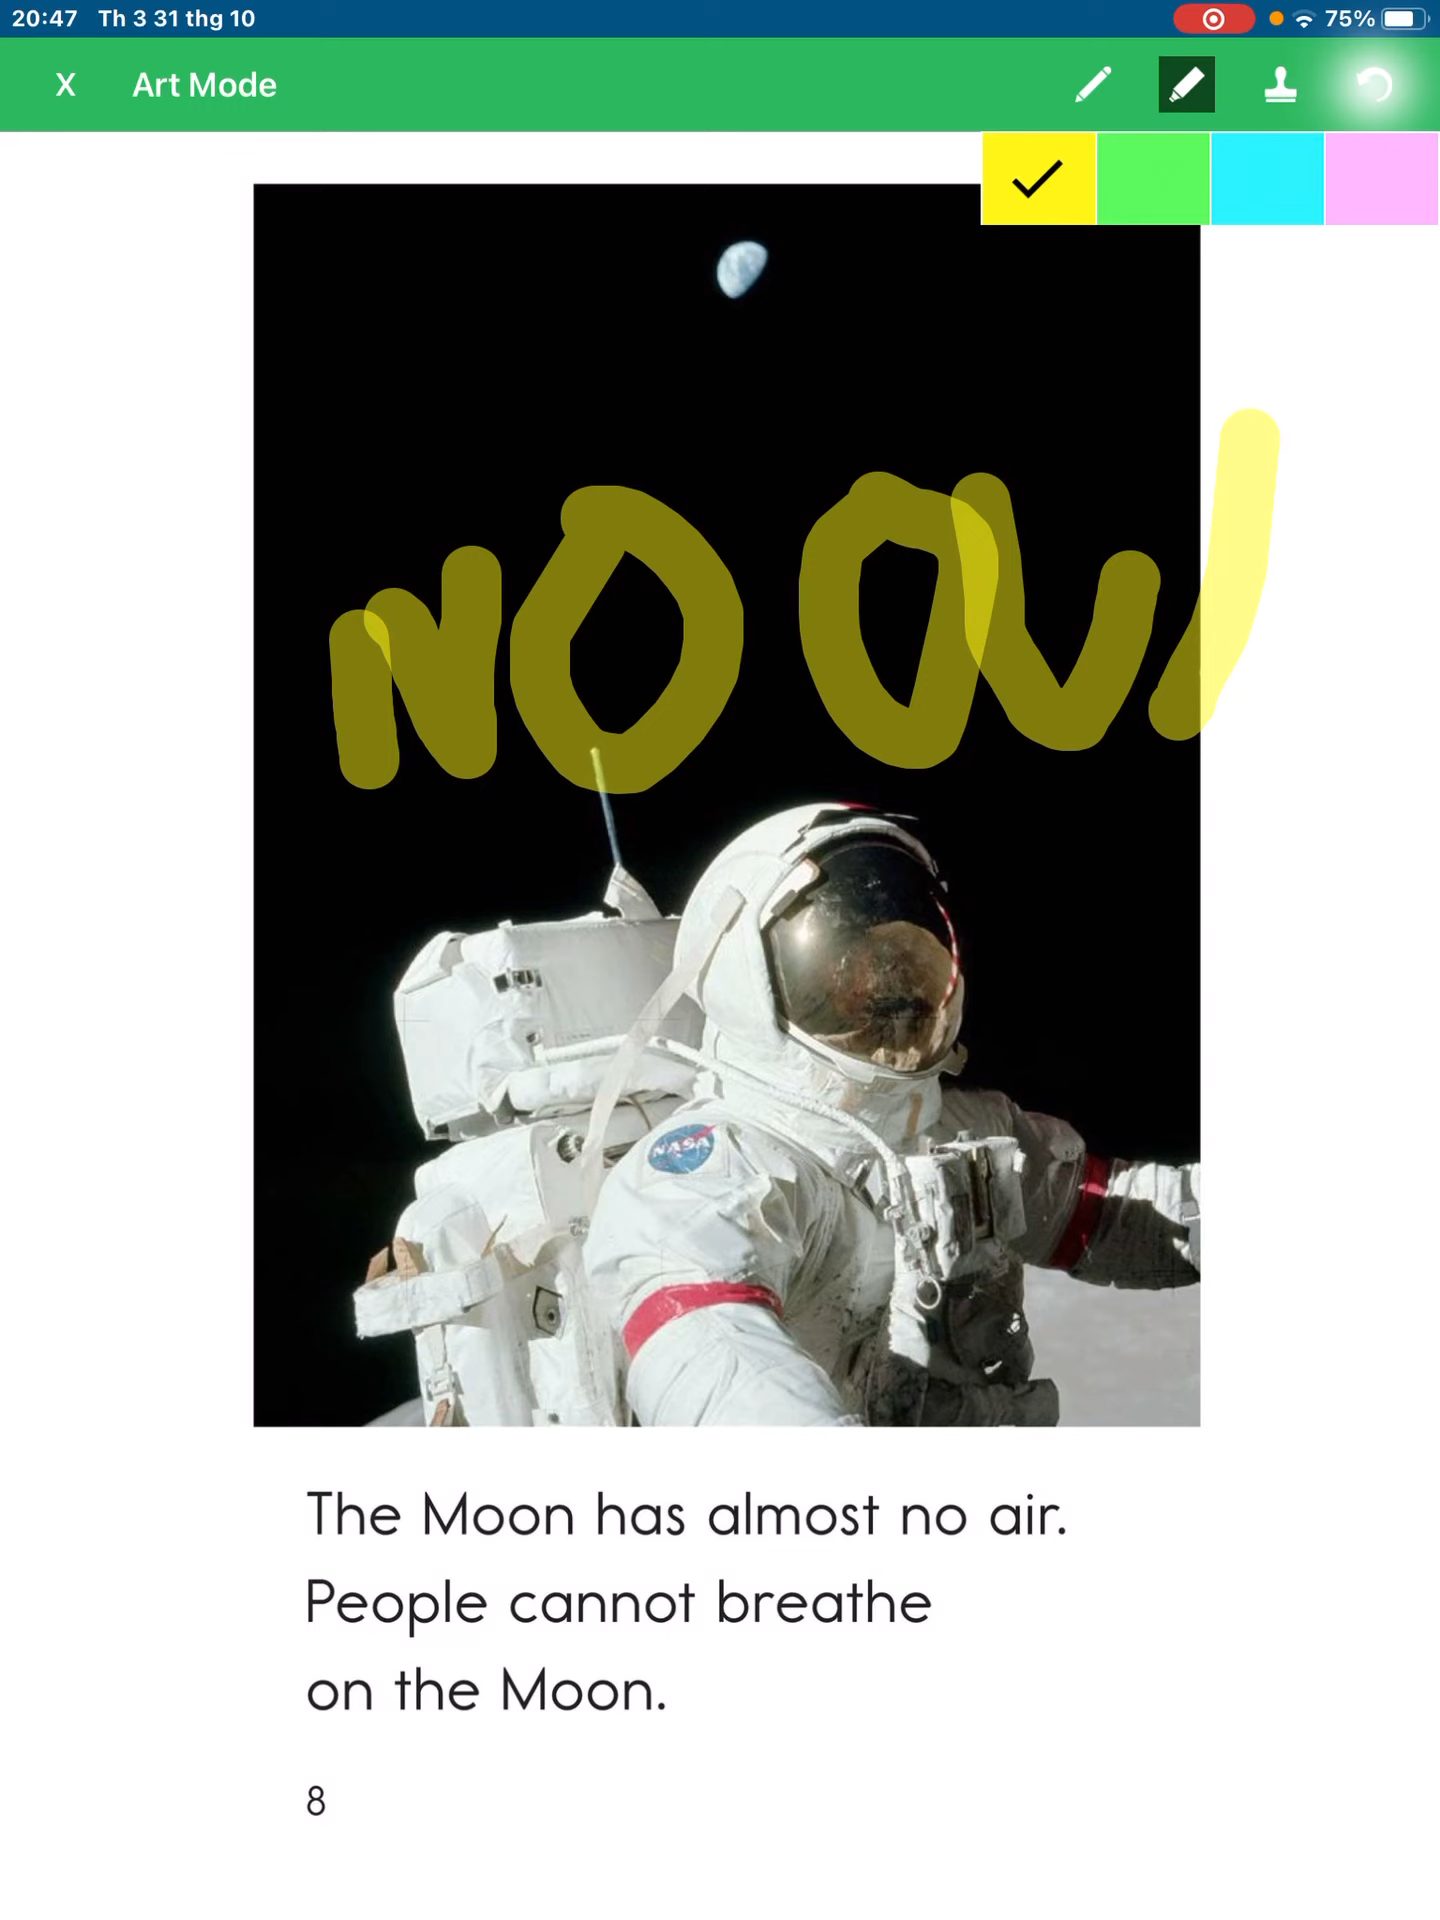 20:47 Th 3 31 thg 10 75%
X Art Mode
NO
NASA
The Moon has almost no air.
People cannot breathe
on the Moon.
8